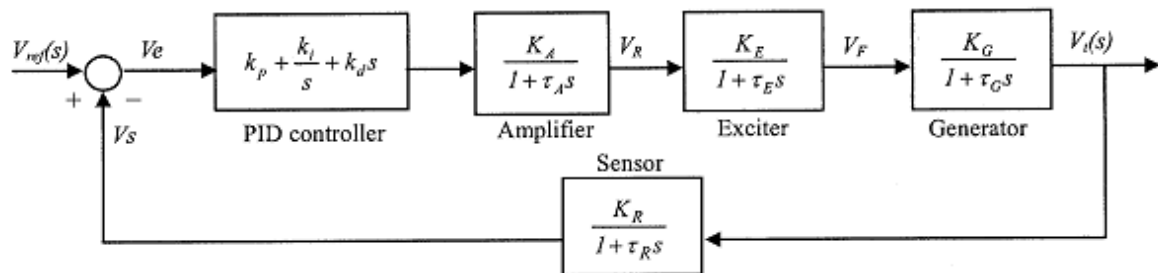 V_ref(s)
Ve
+
−
Vs
k_p + k_i/s + k_d s
PID controller
K_A / (1 + τ_A s)
Amplifier
V_R
K_E / (1 + τ_E s)
Exciter
V_F
K_G / (1 + τ_G s)
Generator
V_t(s)
Sensor
K_R / (1 + τ_R s)